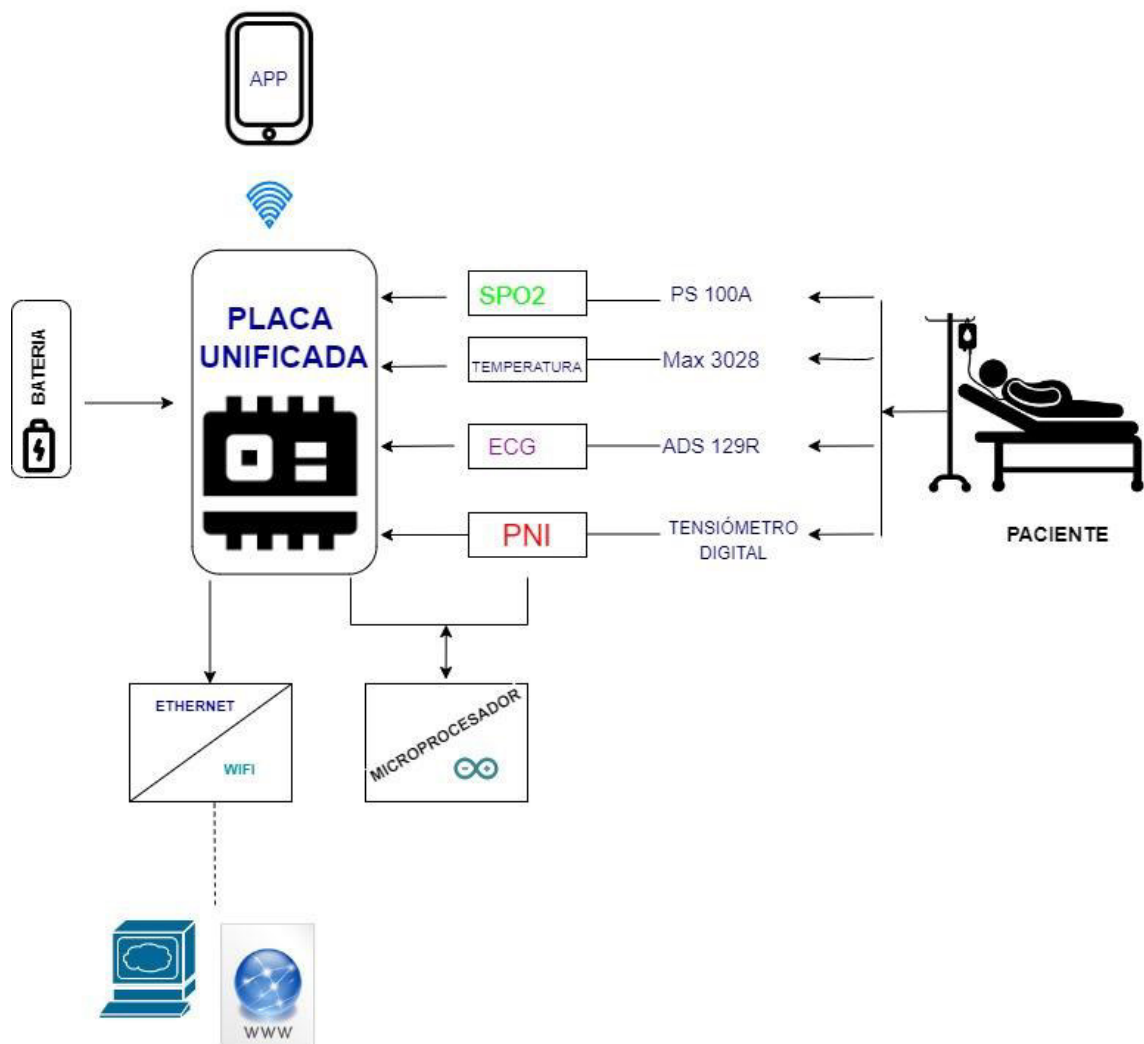 APP
PLACA
UNIFICADA
BATERIA
SPO2
PS 100A
TEMPERATURA
Max 3028
ECG
ADS 129R
PNI
TENSIÓMETRO
DIGITAL
PACIENTE
ETHERNET
WIFI
MICROPROCESADOR
WWW